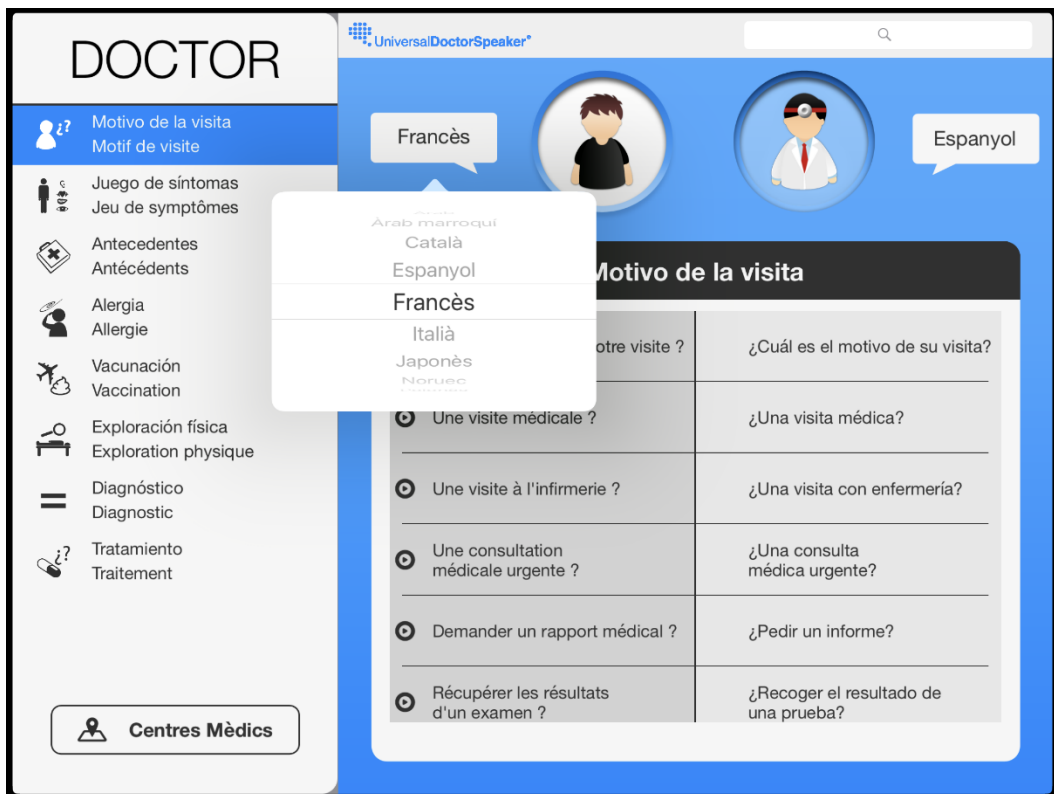 DOCTOR
Motivo de la visita
Motif de visite
Juego de síntomas
Jeu de symptômes
Antecedentes
Antécédents
Alergia
Allergie
Vacunación
Vaccination
Exploración física
Exploration physique
Diagnóstico
Diagnostic
Tratamiento
Traitement
Centres Mèdics
UniversalDoctorSpeaker®
Francès
Espanyol
Àrab marroquí
Català
Espanyol
Francès
Italià
Japonès
Noruec
Motivo de la visita
otre visite ?
¿Cuál es el motivo de su visita?
Une visite médicale ?
¿Una visita médica?
Une visite à l'infirmerie ?
¿Una visita con enfermería?
Une consultation
médicale urgente ?
¿Una consulta
médica urgente?
Demander un rapport médical ?
¿Pedir un informe?
Récupérer les résultats
d'un examen ?
¿Recoger el resultado de
una prueba?